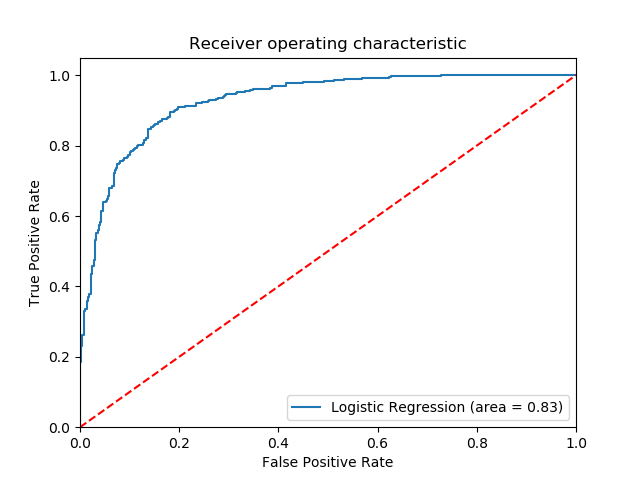 Receiver operating characteristic
1.0
0.8
0.6
0.4
0.2
0.0
True Positive Rate
0.0 0.2 0.4 0.6 0.8 1.0
False Positive Rate
Logistic Regression (area = 0.83)